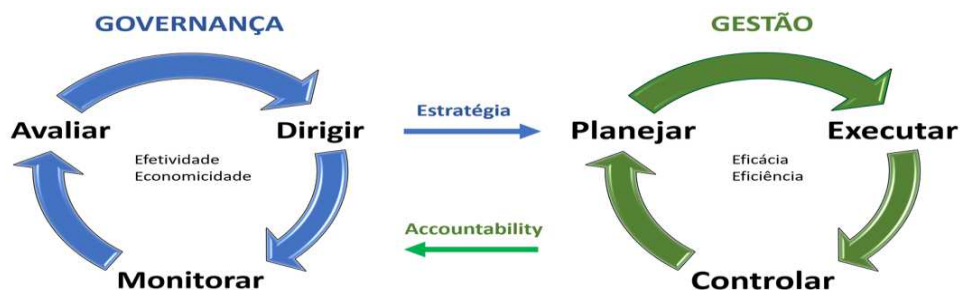 GOVERNANÇA
Avaliar
Dirigir
Efetividade
Economicidade
Monitorar
Estratégia
Accountability
GESTÃO
Planejar
Executar
Eficácia
Eficiência
Controlar